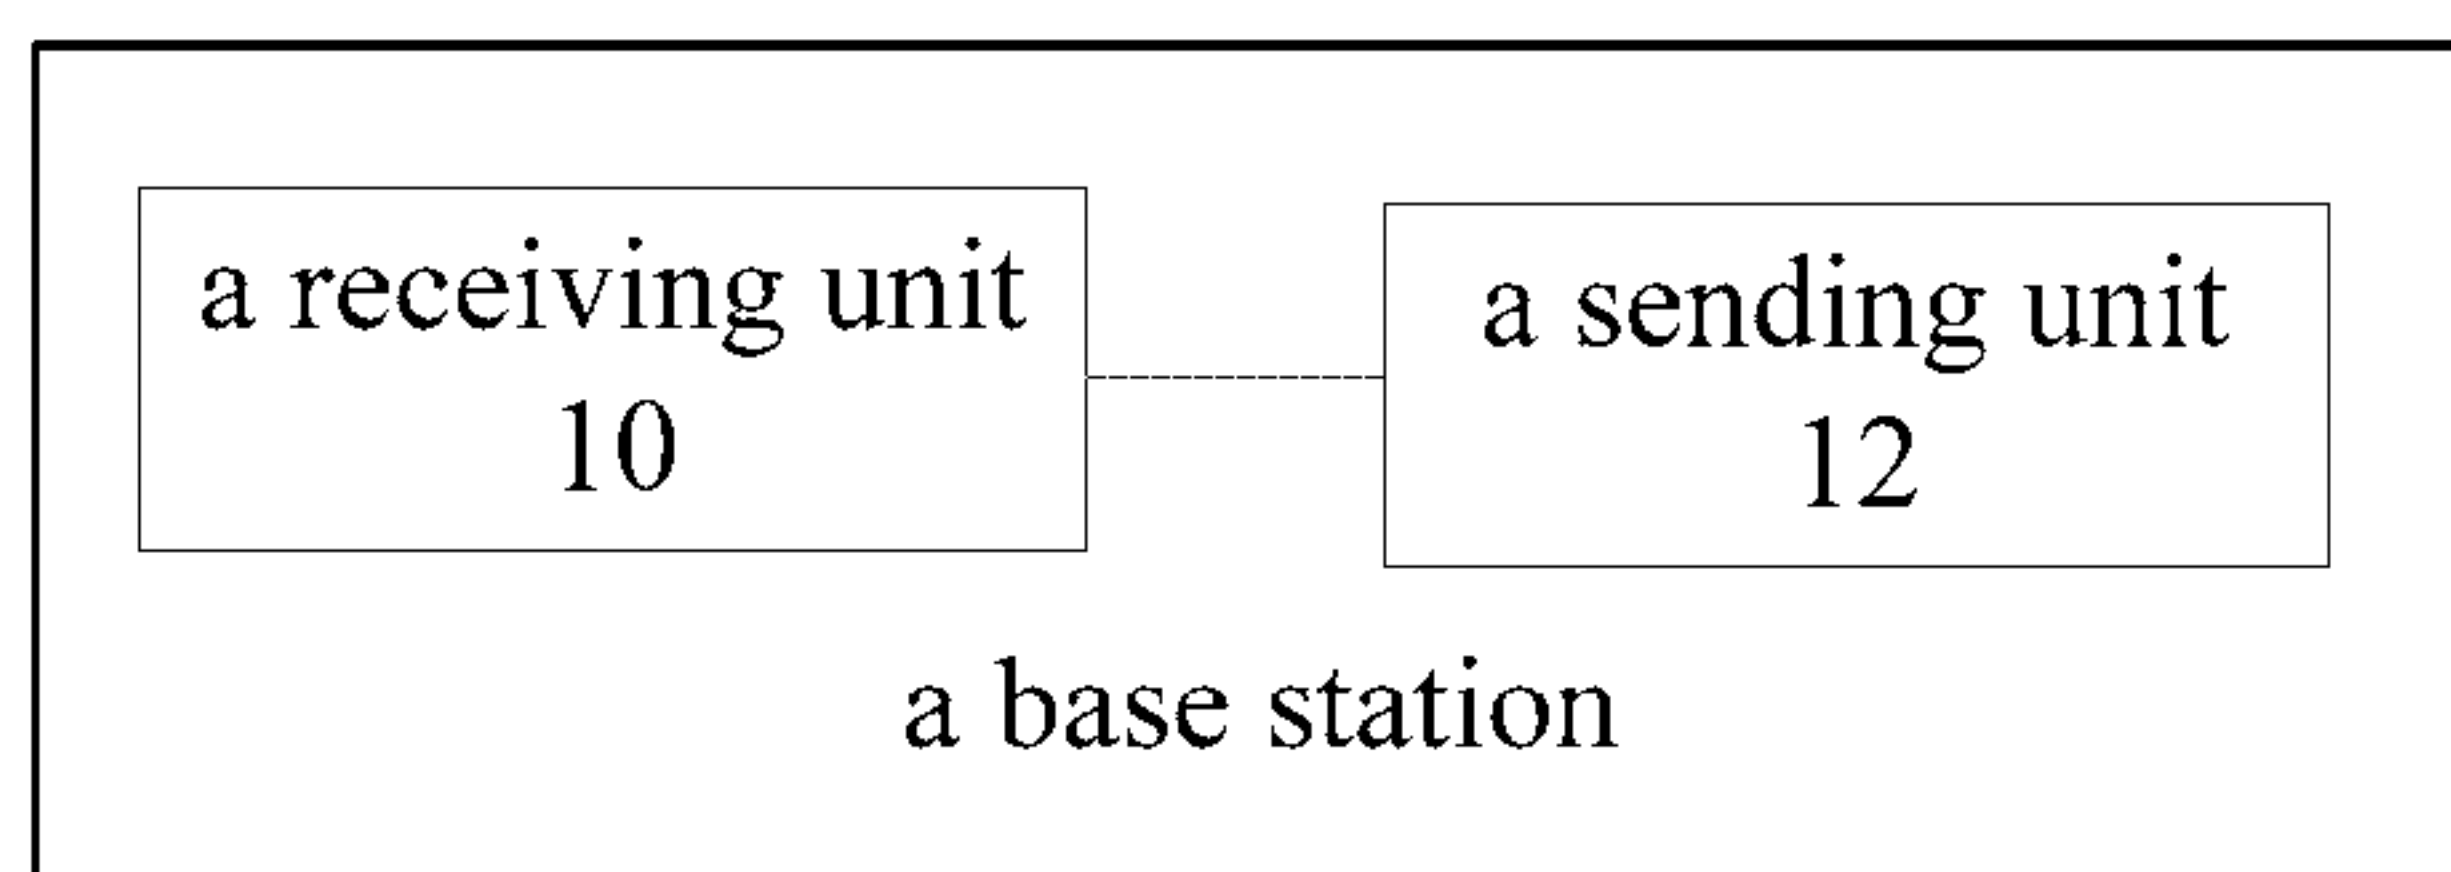 a receiving unit
10
a sending unit
12
a base station